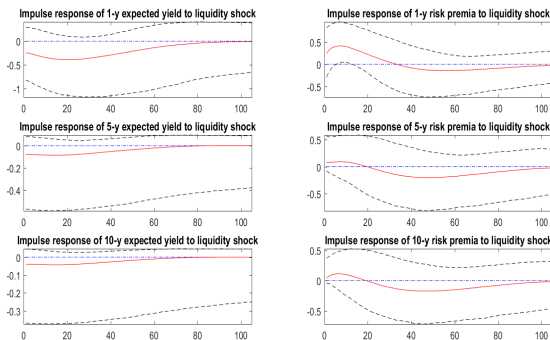 Impulse response of 1-y expected yield to liquidity shock
0
-0.5
-1
0 20 40 60 80 100
Impulse response of 1-y risk premia to liquidity shock
0.5
0
-0.5
0 20 40 60 80 100
Impulse response of 5-y expected yield to liquidity shock
0
-0.2
-0.4
0 20 40 60 80 100
Impulse response of 5-y risk premia to liquidity shock
0.5
0
-0.5
0 20 40 60 80 100
Impulse response of 10-y expected yield to liquidity shock
0
-0.1
-0.2
-0.3
0 20 40 60 80 100
Impulse response of 10-y risk premia to liquidity shock
0.5
0
-0.5
0 20 40 60 80 100